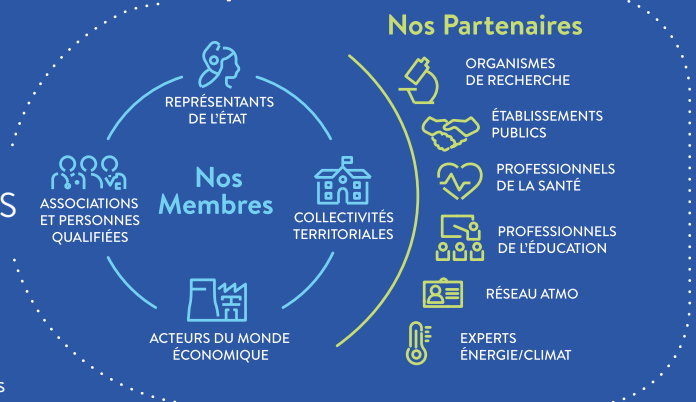 Nos Partenaires
ORGANISMES
DE RECHERCHE
ÉTABLISSEMENTS
PUBLICS
PROFESSIONNELS
DE LA SANTÉ
PROFESSIONNELS
DE L'ÉDUCATION
RÉSEAU ATMO
EXPERTS
ÉNERGIE/CLIMAT
Nos
Membres
REPRÉSENTANTS
DE L'ÉTAT
ASSOCIATIONS
ET PERSONNES
QUALIFIÉES
COLLECTIVITÉS
TERRITORIALES
ACTEURS DU MONDE
ÉCONOMIQUE
S
s